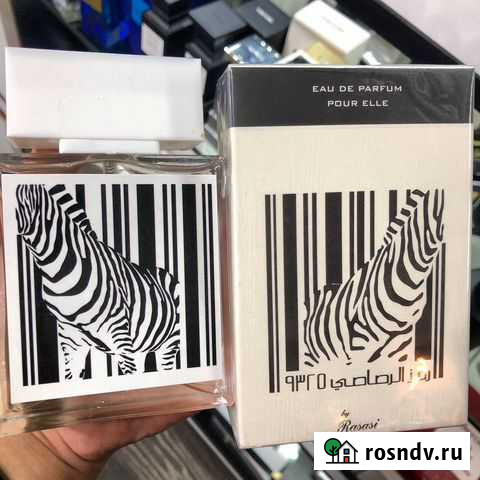 EAU DE PARFUM
POUR ELLE
رمز الرصاصي ٩٣٢٥
by
Rasasi
rosndv.ru